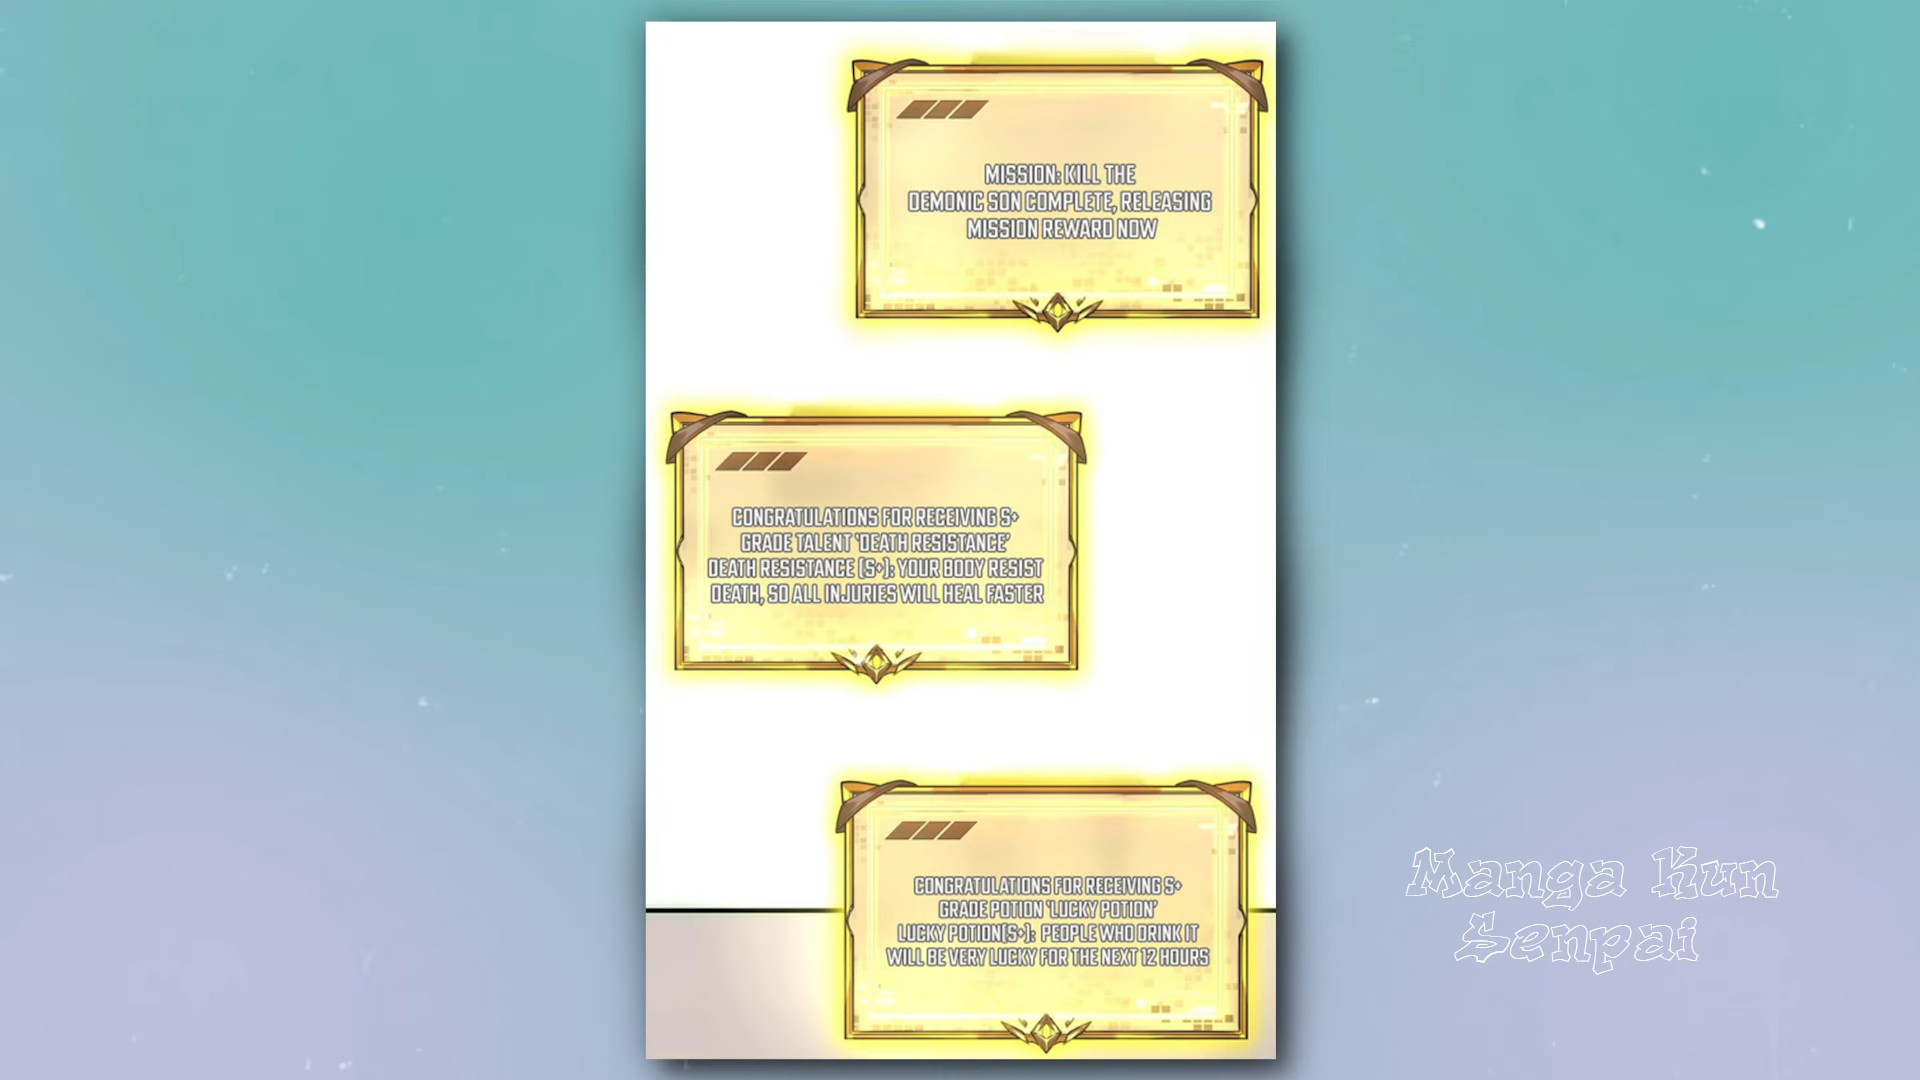 MISSION: KILL THE
DEMONIC SON COMPLETE, RELEASING
MISSION REWARD NOW
CONGRATULATIONS FOR RECEIVING S+
GRADE TALENT 'DEATH RESISTANCE'
DEATH RESISTANCE (S+): YOUR BODY RESIST
DEATH, SO ALL INJURIES WILL HEAL FASTER
CONGRATULATIONS FOR RECEIVING S+
GRADE POTION 'LUCKY POTION'
LUCKY POTION(S+): PEOPLE WHO DRINK IT
WILL BE VERY LUCKY FOR THE NEXT 12 HOURS
Manga Kun
Senpai